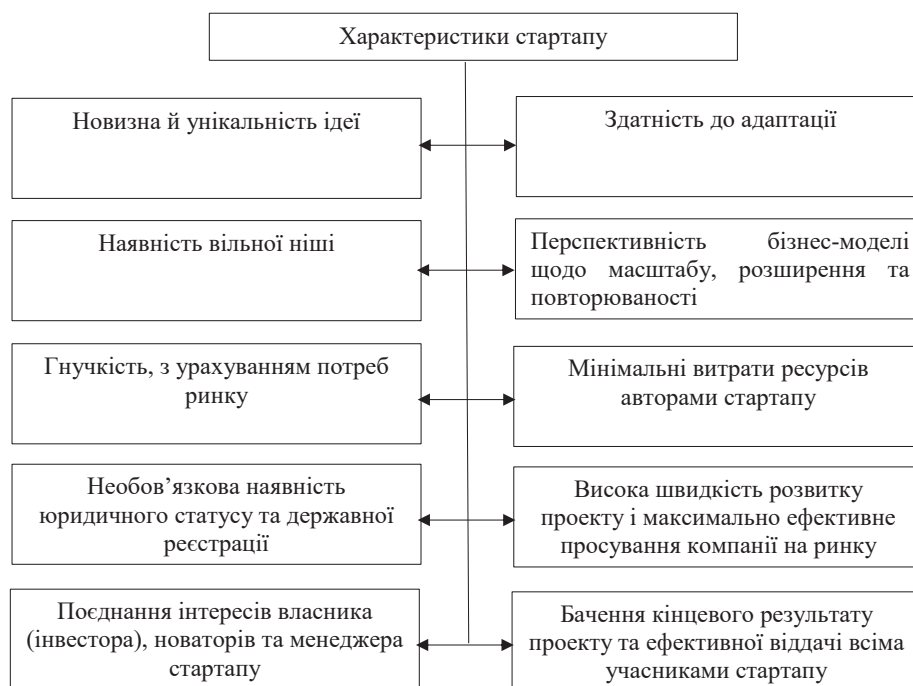 Характеристики стартапу
Новизна й унікальність ідеї
Здатність до адаптації
Наявність вільної ніші
Перспективність бізнес-моделі
щодо масштабу, розширення та
повторюваності
Гнучкість, з урахуванням потреб
ринку
Мінімальні витрати ресурсів
авторами стартапу
Необов’язкова наявність
юридичного статусу та державної
реєстрації
Висока швидкість розвитку
проекту і максимально ефективне
просування компанії на ринку
Поєднання інтересів власника
(інвестора), новаторів та менеджера
стартапу
Бачення кінцевого результату
проекту та ефективної віддачі всіма
учасниками стартапу